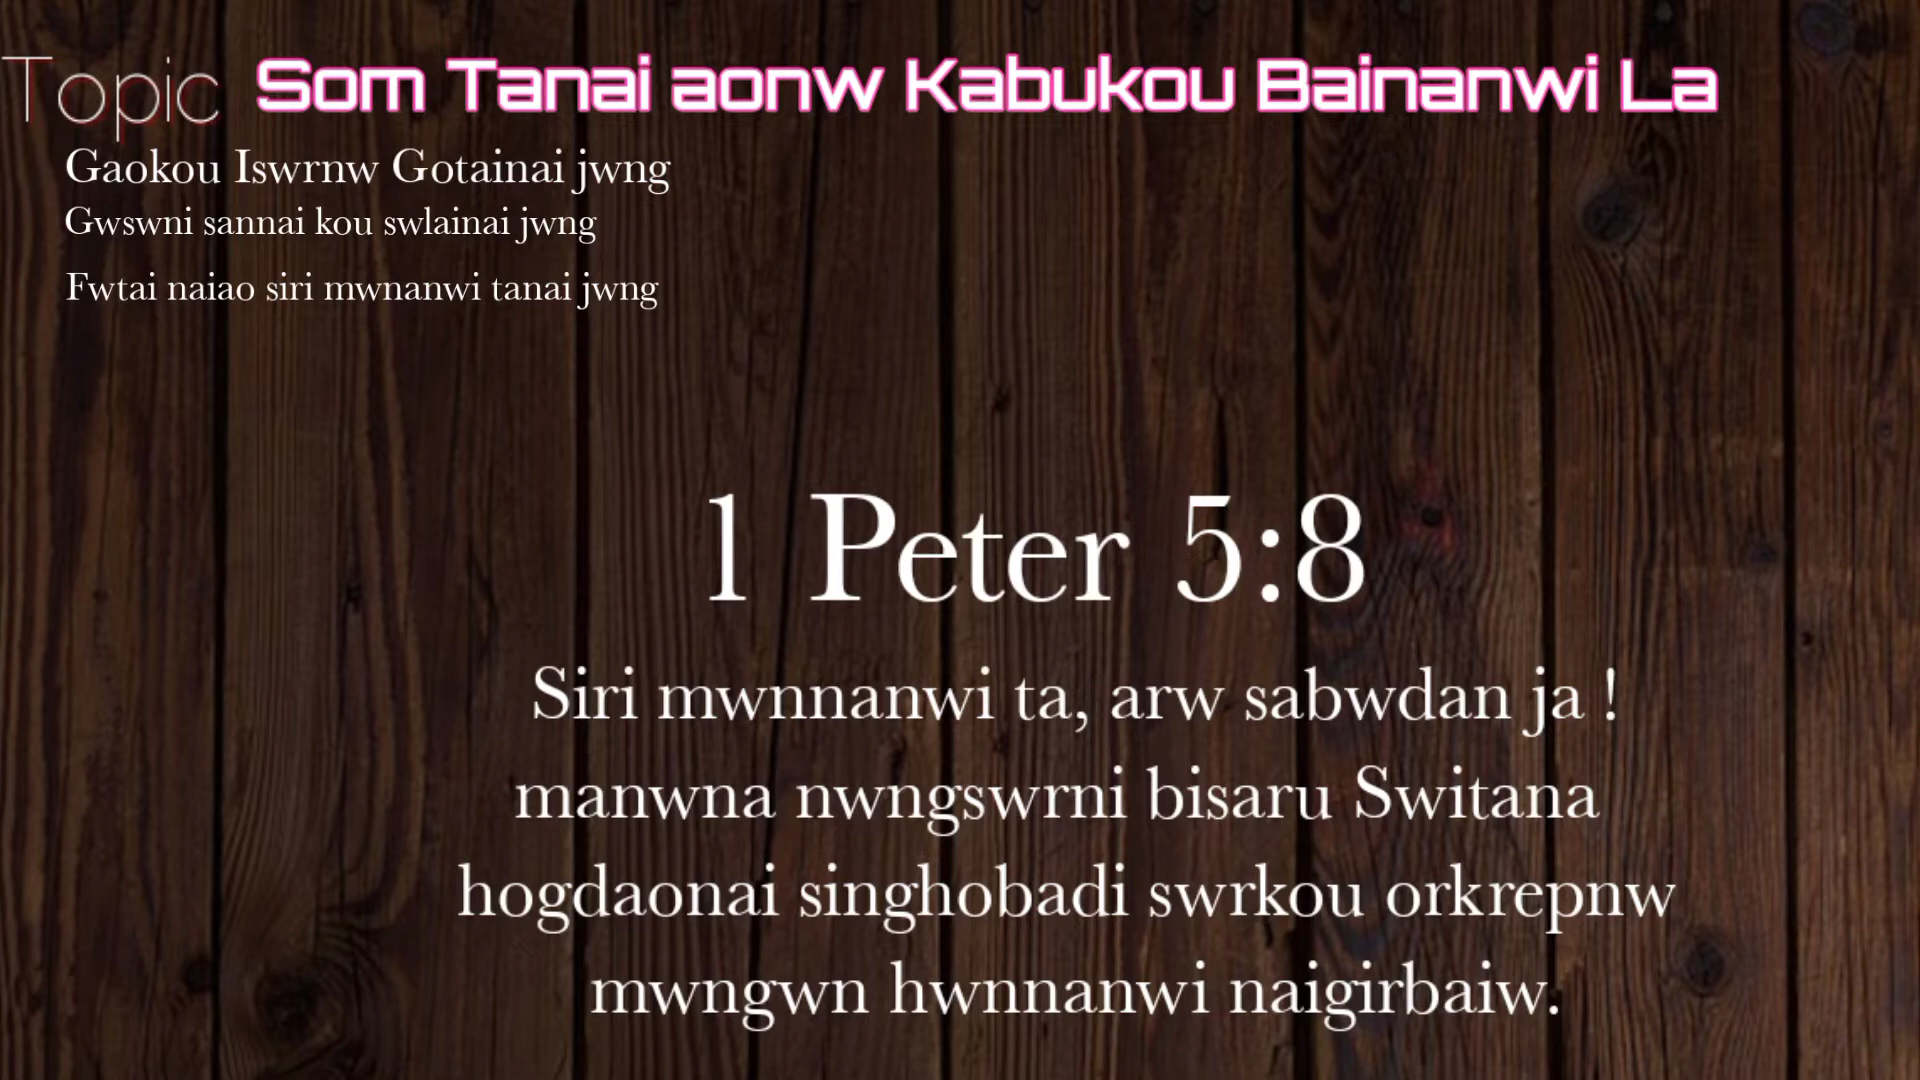 Topic Som Tanai aonw Kabukou Bainanwi La
Gaokou Iswrnw Gotainai jwng
Gwswni sannai kou swlainai jwng
Fwtai naiao siri mwnanwi tanai jwng
1 Peter 5:8
Siri mwnnanwi ta, arw sabwdan ja !
manwna nwngswrni bisaru Switana
hogdaonai singhobadi swrkou orkrepnw
mwngwn hwnnanwi naigirbaiw.